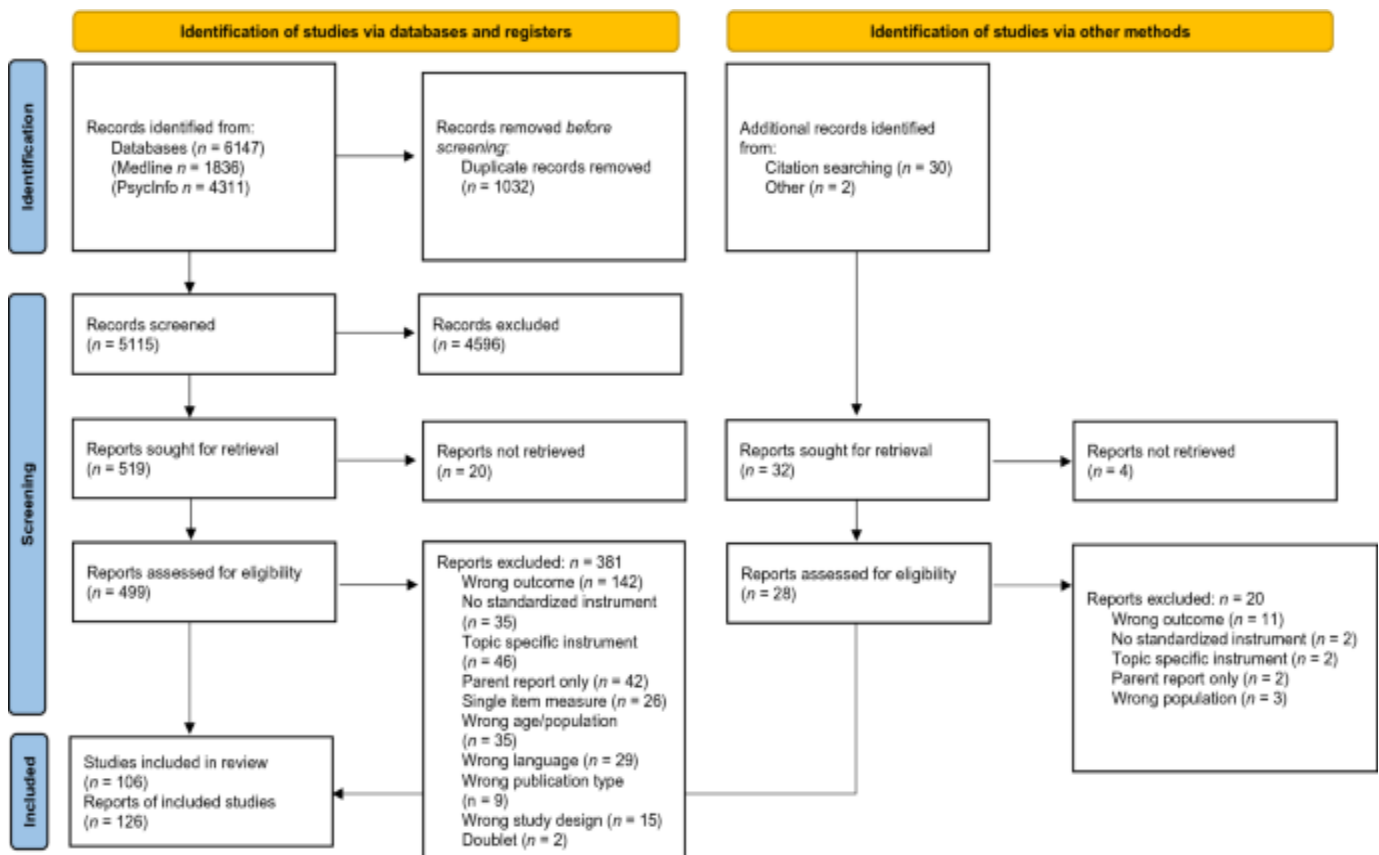 Identification of studies via databases and registers
Identification of studies via other methods
Identification
Records identified from:
Databases (n = 6147)
(Medline n = 1836)
(PsycInfo n = 4311)
Records removed before
screening:
Duplicate records removed
(n = 1032)
Additional records identified
from:
Citation searching (n = 30)
Other (n = 2)
Screening
Records screened
(n = 5115)
Records excluded
(n = 4596)
Reports sought for retrieval
(n = 519)
Reports not retrieved
(n = 20)
Reports sought for retrieval
(n = 32)
Reports not retrieved
(n = 4)
Reports assessed for eligibility
(n = 499)
Reports excluded: n = 381
Wrong outcome (n = 142)
No standardized instrument
(n = 35)
Topic specific instrument
(n = 46)
Parent report only (n = 42)
Single item measure (n = 26)
Wrong age/population
(n = 35)
Wrong language (n = 29)
Wrong publication type
(n = 9)
Wrong study design (n = 15)
Doublet (n = 2)
Reports assessed for eligibility
(n = 28)
Reports excluded: n = 20
Wrong outcome (n = 11)
No standardized instrument (n = 2)
Topic specific instrument (n = 2)
Parent report only (n = 2)
Wrong population (n = 3)
Included
Studies included in review
(n = 106)
Reports of included studies
(n = 126)